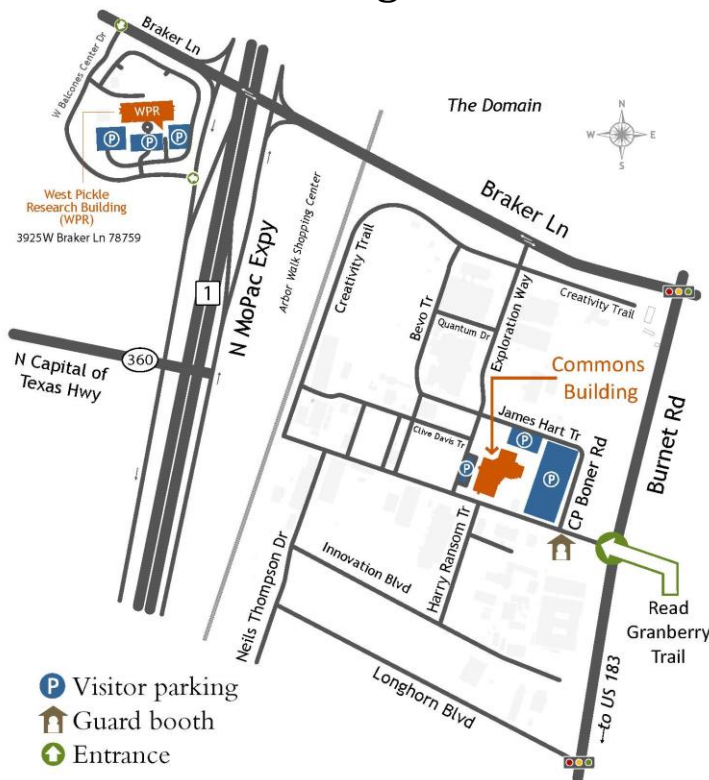 Braker Ln
W Balcones Center Dr
WPR
P
P
P
West Pickle
Research Building
(WPR)
3925W Braker Ln 78759
The Domain
N
W
E
S
Braker Ln
Arbor Walk Shopping Center
Creativity Trail
1
N MoPac Expy
Bevo Tr
Quantum Dr
Exploration Way
Creativity Trail
N Capital of
Texas Hwy
360
Commons
Building
James Hart Tr
Clive Davis Tr
P
P
P
CP Boner Rd
Burnet Rd
Neils Thompson Dr
Innovation Blvd
Harry Ransom Tr
Read
Granberry
Trail
Longhorn Blvd
to US 183
P Visitor parking
Guard booth
Entrance